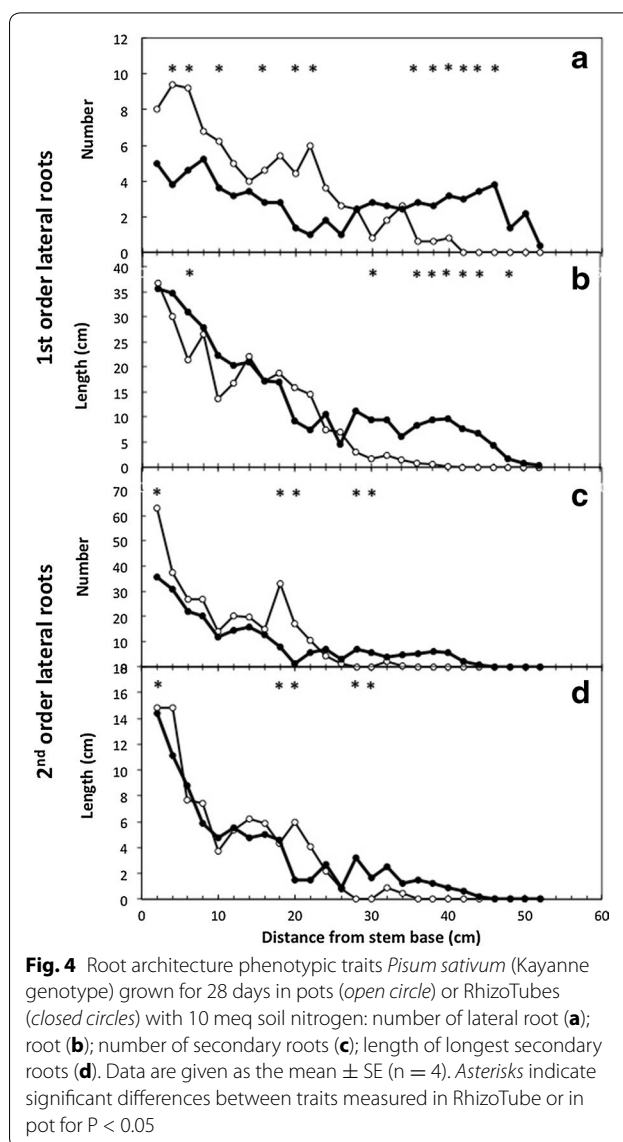 12
10
8
6
4
2
0
Number
* * * * * * * * * * * * *
a
1st order lateral roots
40
35
30
25
20
15
10
5
0
Length (cm)
* * * * * * * *
b
70
60
50
40
30
20
10
0
Number
* * * * *
c
2nd order lateral roots
18
16
14
12
10
8
6
4
2
0
Length (cm)
* * * * *
d
0 10 20 30 40 50 60
Distance from stem base (cm)
Fig. 4 Root architecture phenotypic traits Pisum sativum (Kayanne
genotype) grown for 28 days in pots (open circle) or RhizoTubes
(closed circles) with 10 meq soil nitrogen: number of lateral root (a);
root (b); number of secondary roots (c); length of longest secondary
roots (d). Data are given as the mean ± SE (n = 4). Asterisks indicate
significant differences between traits measured in RhizoTube or in
pot for P < 0.05